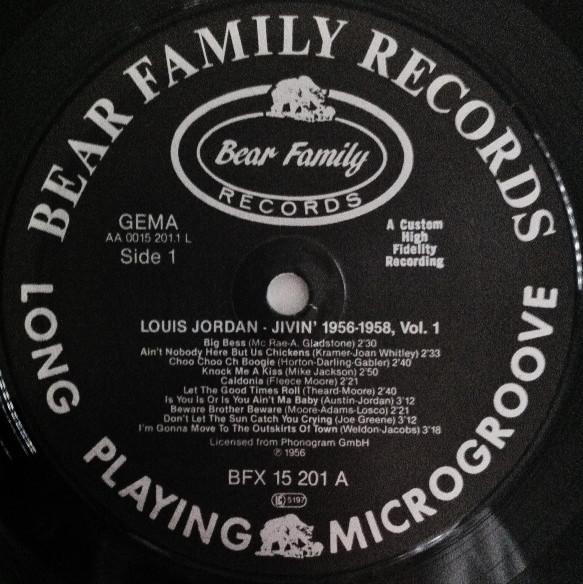 BEAR FAMILY RECORDS
Bear Family
RECORDS
GEMA
AA 0015 201.1 L
Side 1
A Custom
High
Fidelity
Recording
LOUIS JORDAN - JIVIN' 1956-1958, Vol. 1
Big Bess (Mc Rae-A. Gladstone) 2'30
Ain't Nobody Here But Us Chickens (Kramer-Joan Whitley) 2'33
Choo Choo Ch Boogie (Horton-Darling-Gabler) 2'40
Knock Me A Kiss (Mike Jackson) 2'50
Caldonia (Fleece Moore) 2'21
Let The Good Times Roll (Theard-Moore) 2'40
Is You Is Or Is You Ain't Ma Baby (Austin-Jordan) 3'12
Beware Brother Beware (Moore-Adams-Losco) 2'21
Don't Let The Sun Catch You Crying (Joe Greene) 3'12
I'm Gonna Move To The Outskirts Of Town (Weldon-Jacobs) 3'18
Licensed from Phonogram GmbH
℗ 1956
BFX 15 201 A
LC 5197
LONG PLAYING MICROGROOVE